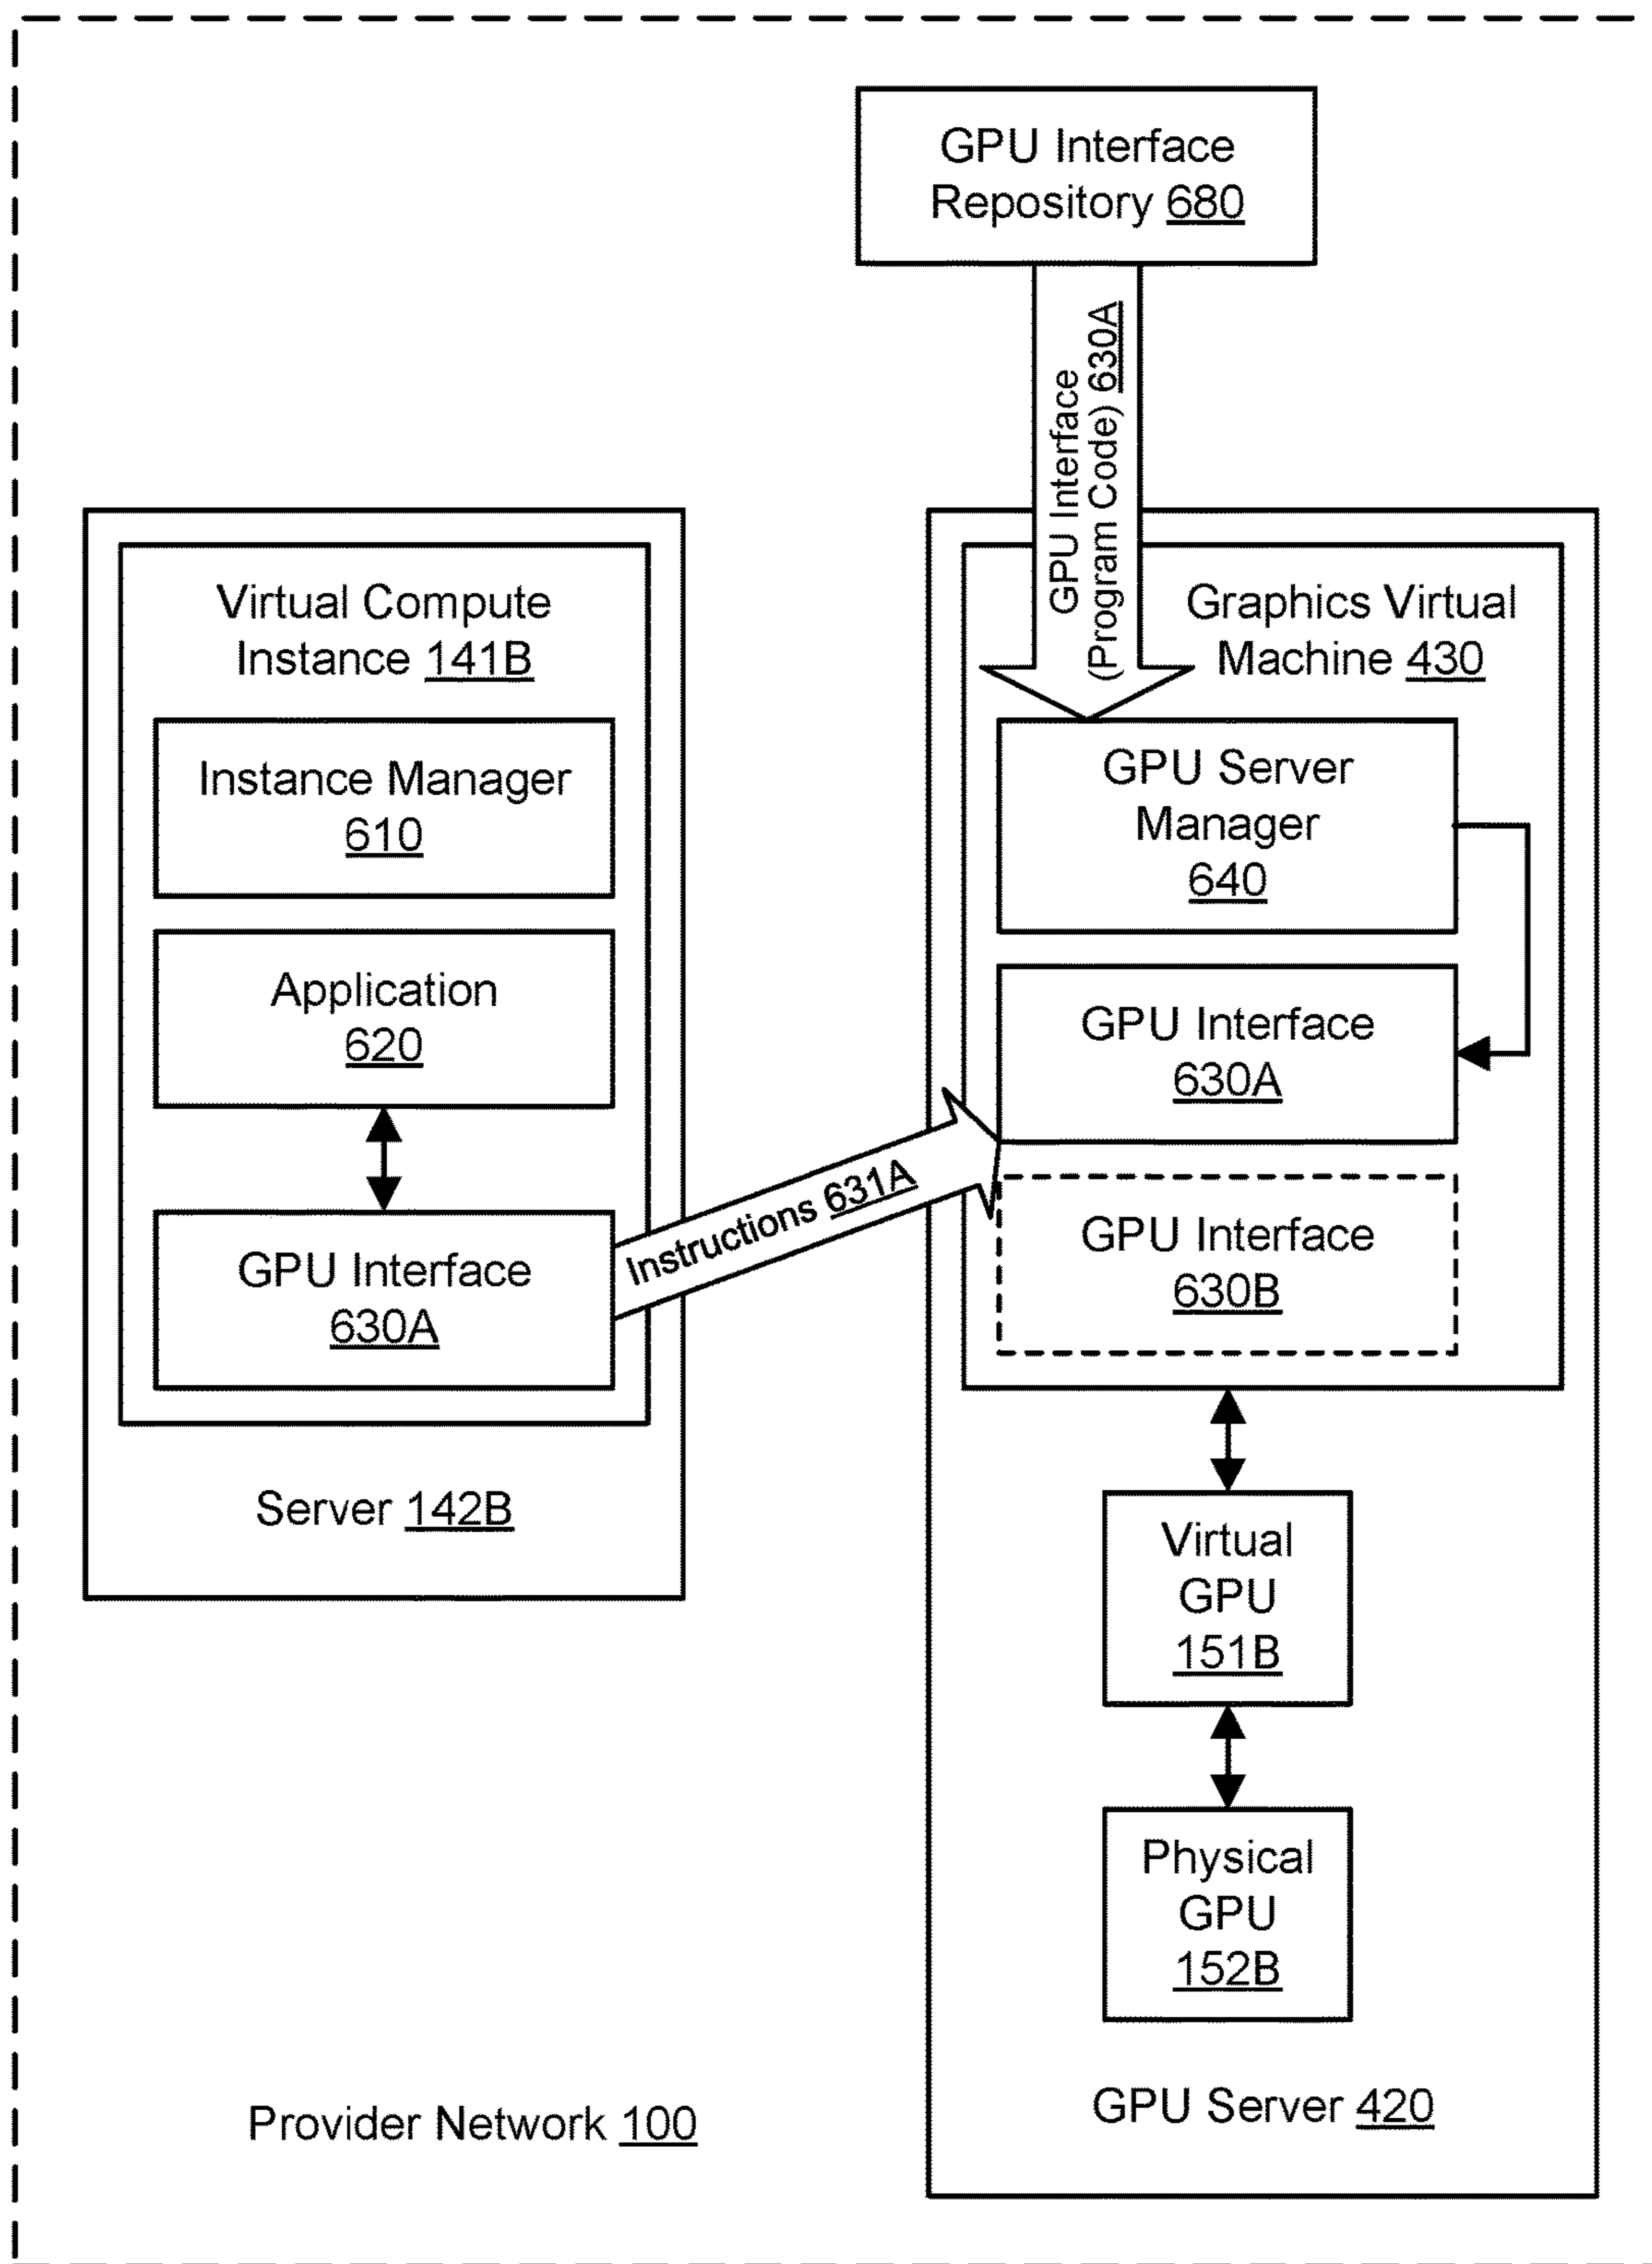 GPU Interface
Repository 680
GPU Interface
(Program Code) 630A
Virtual Compute
Instance 141B
Instance Manager
610
Application
620
GPU Interface
630A
Server 142B
Instructions 631A
Graphics Virtual
Machine 430
GPU Server
Manager
640
GPU Interface
630A
GPU Interface
630B
Virtual
GPU
151B
Physical
GPU
152B
GPU Server 420
Provider Network 100